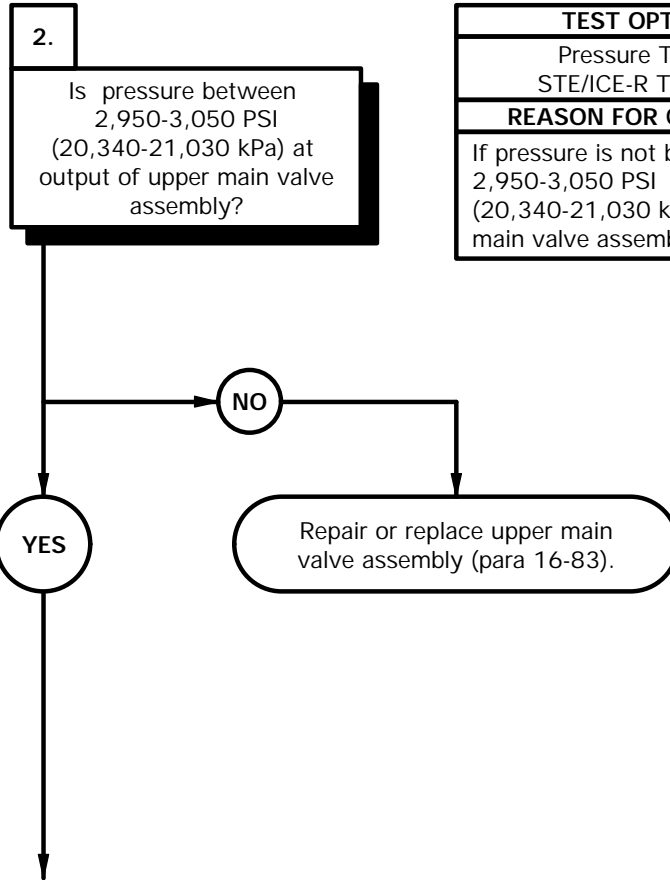 2.
Is pressure between
2,950-3,050 PSI
(20,340-21,030 kPa) at
output of upper main valve
assembly?
TEST OPT
Pressure T
STE/ICE-R T
REASON FOR
If pressure is not b
2,950-3,050 PSI
(20,340-21,030 k
main valve assemb
NO
YES
Repair or replace upper main
valve assembly (para 16-83).